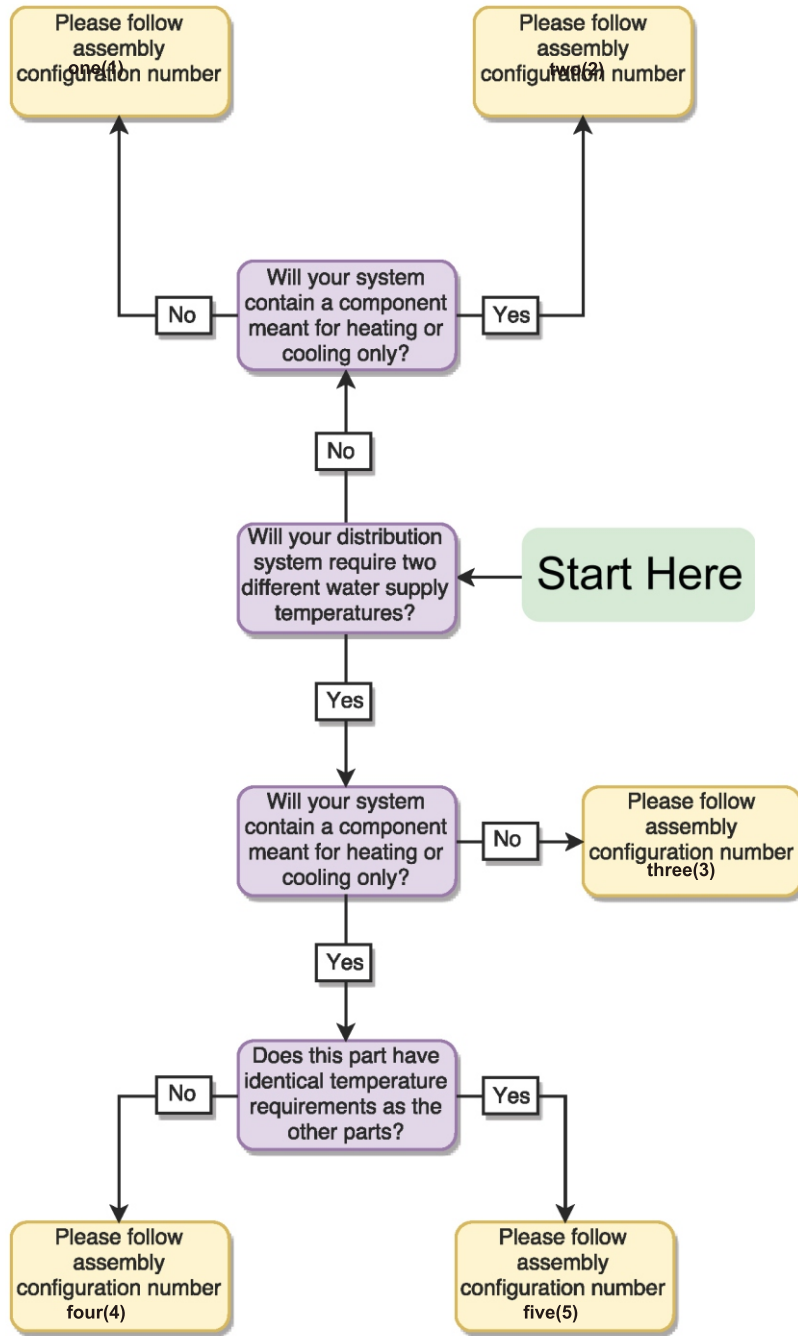 Please follow
assembly
configuration number
one(1)
Please follow
assembly
configuration number
two(2)
Will your system
contain a component
meant for heating or
cooling only?
No
Yes
No
Will your distribution
system require two
different water supply
temperatures?
Start Here
Yes
Will your system
contain a component
meant for heating or
cooling only?
No
Please follow
assembly
configuration number
three(3)
Yes
Does this part have
identical temperature
requirements as the
other parts?
No
Yes
Please follow
assembly
configuration number
four(4)
Please follow
assembly
configuration number
five(5)